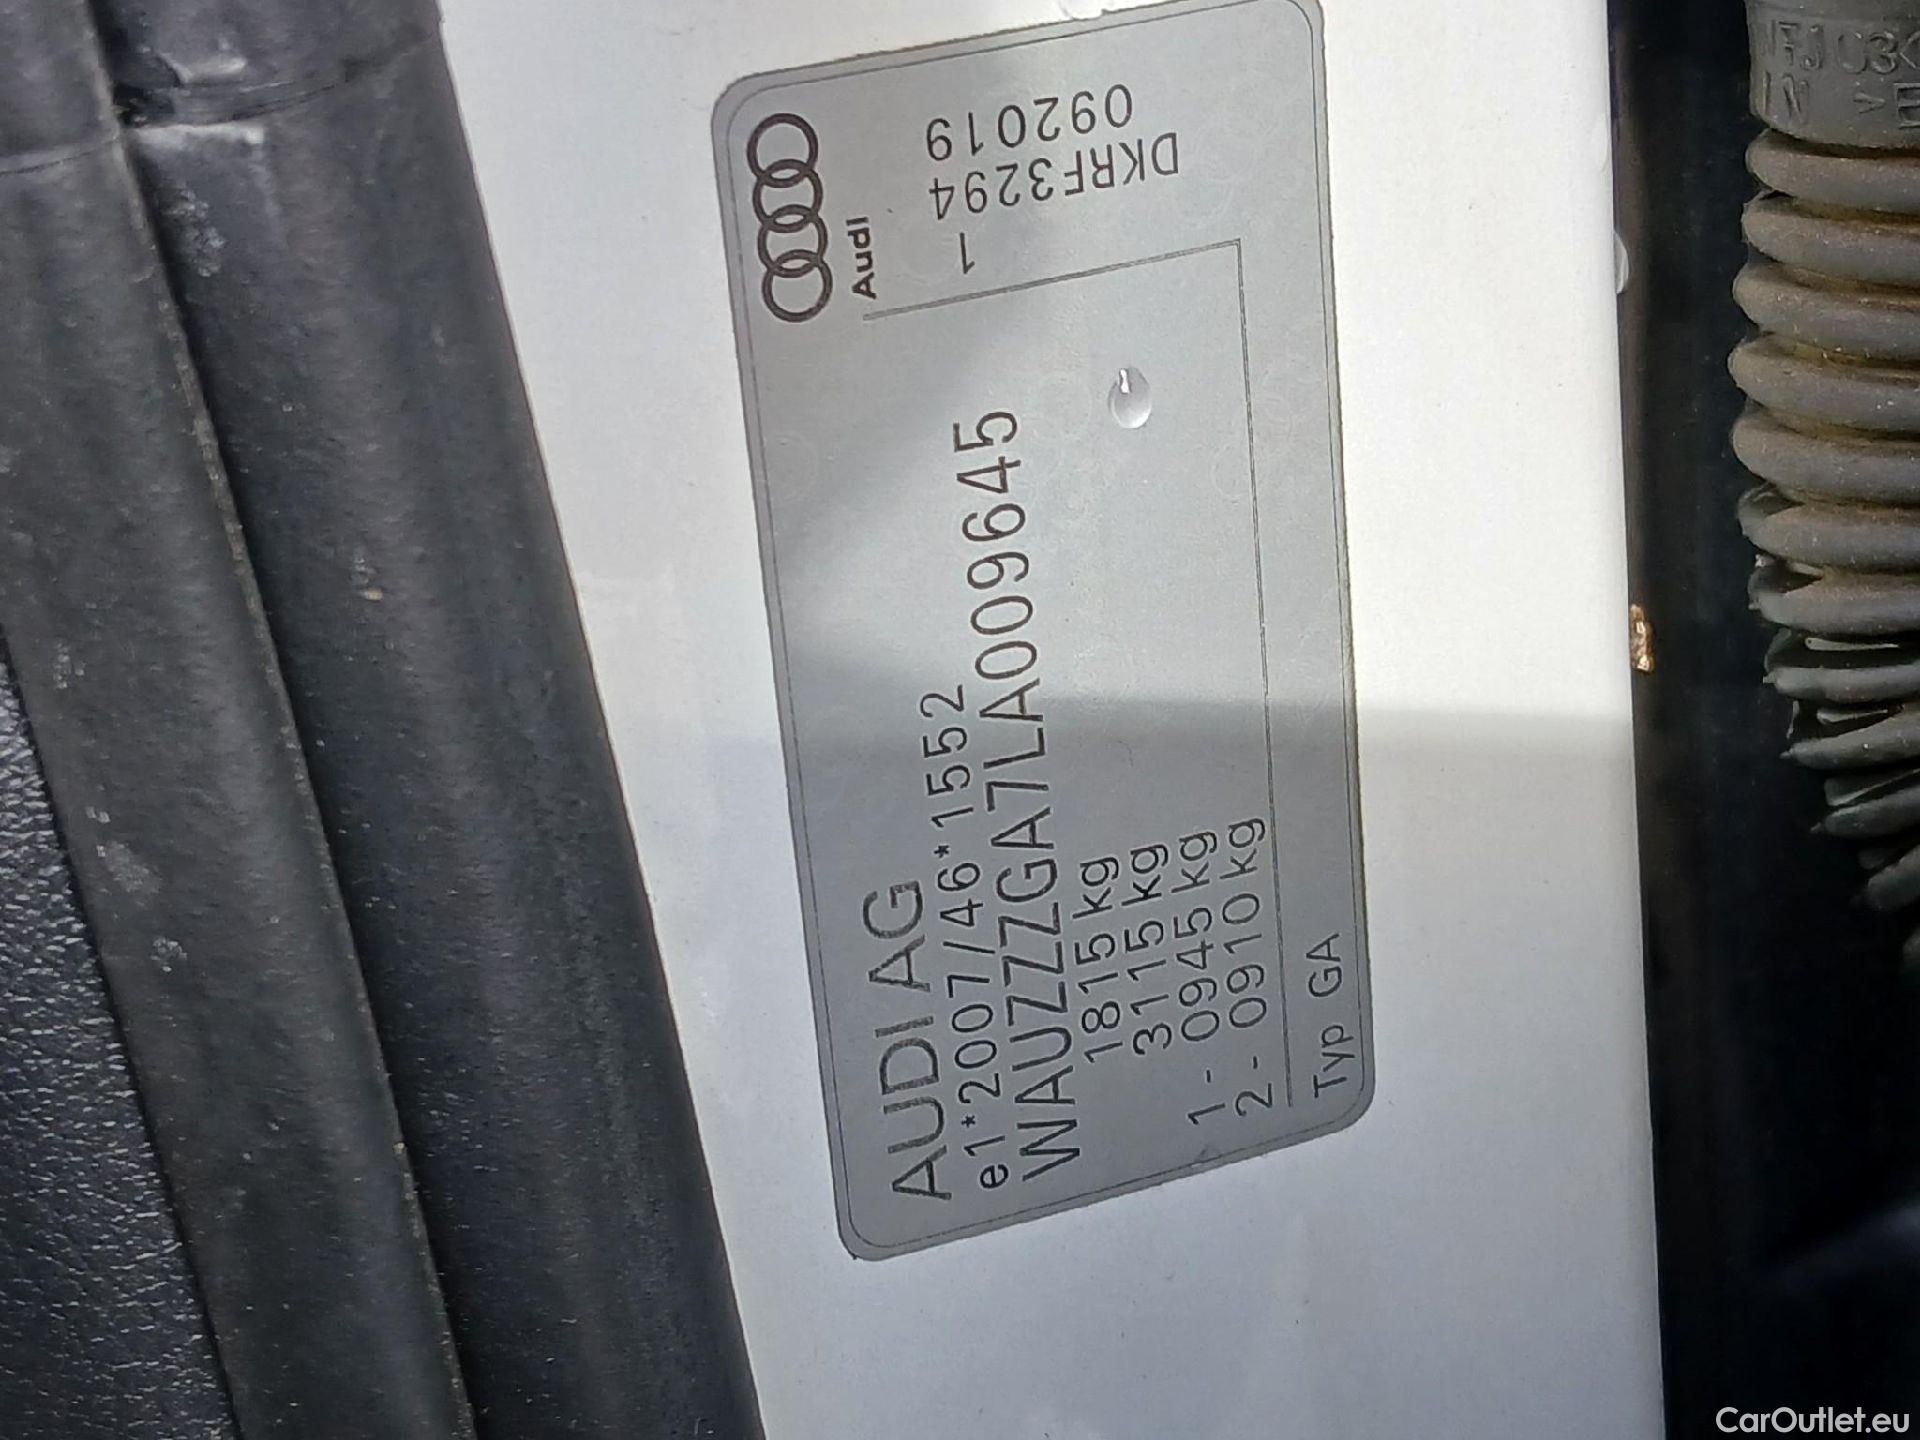 AUDI AG
e1*2007/46*1552
WAUZZZGA7LA009645
1815 kg
3115 kg
1 - 0945 kg
2 - 0910 kg
Typ GA
Audi
1
DKRF3294
092019
CarOutlet.eu